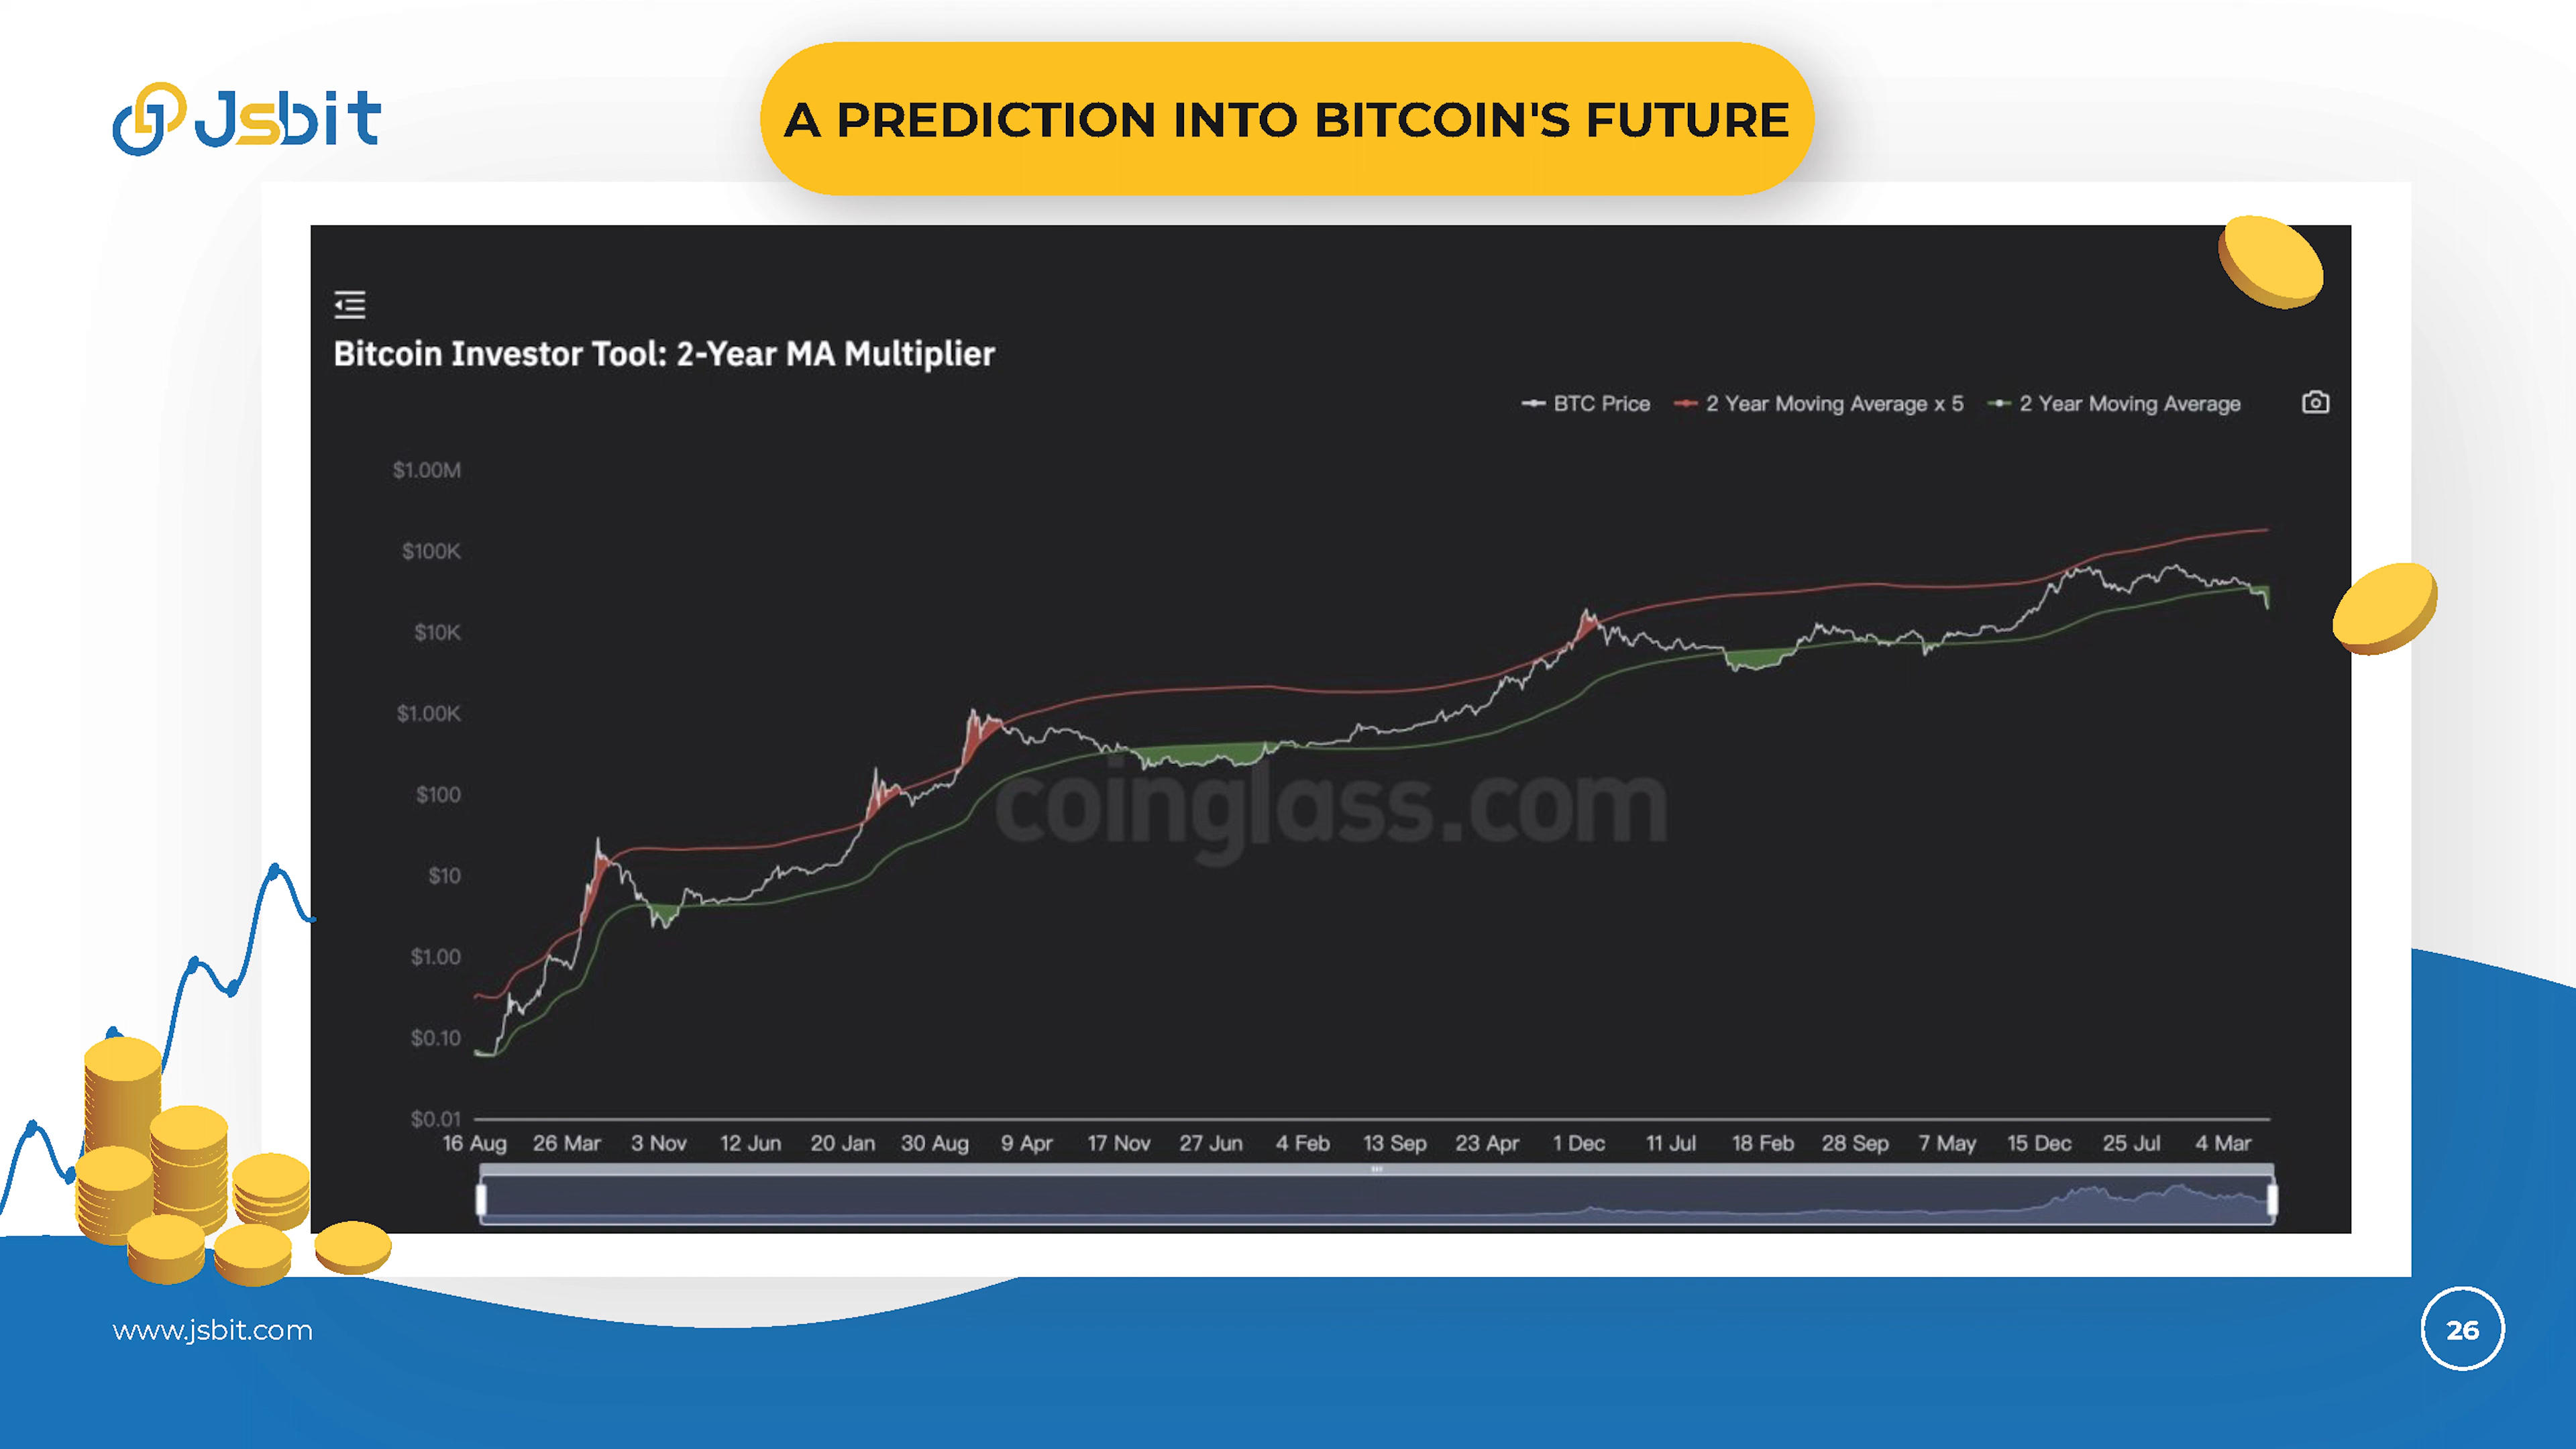 Jsbit
A PREDICTION INTO BITCOIN'S FUTURE
Bitcoin Investor Tool: 2-Year MA Multiplier
BTC Price 2 Year Moving Average x 5 2 Year Moving Average
$1.00M
$100K
$10K
$1.00K
$100
$10
$1.00
$0.10
$0.01
coinglass.com
16 Aug 26 Mar 3 Nov 12 Jun 20 Jan 30 Aug 9 Apr 17 Nov 27 Jun 4 Feb 13 Sep 23 Apr 1 Dec 11 Jul 18 Feb 28 Sep 7 May 15 Dec 25 Jul 4 Mar
www.jsbit.com
26